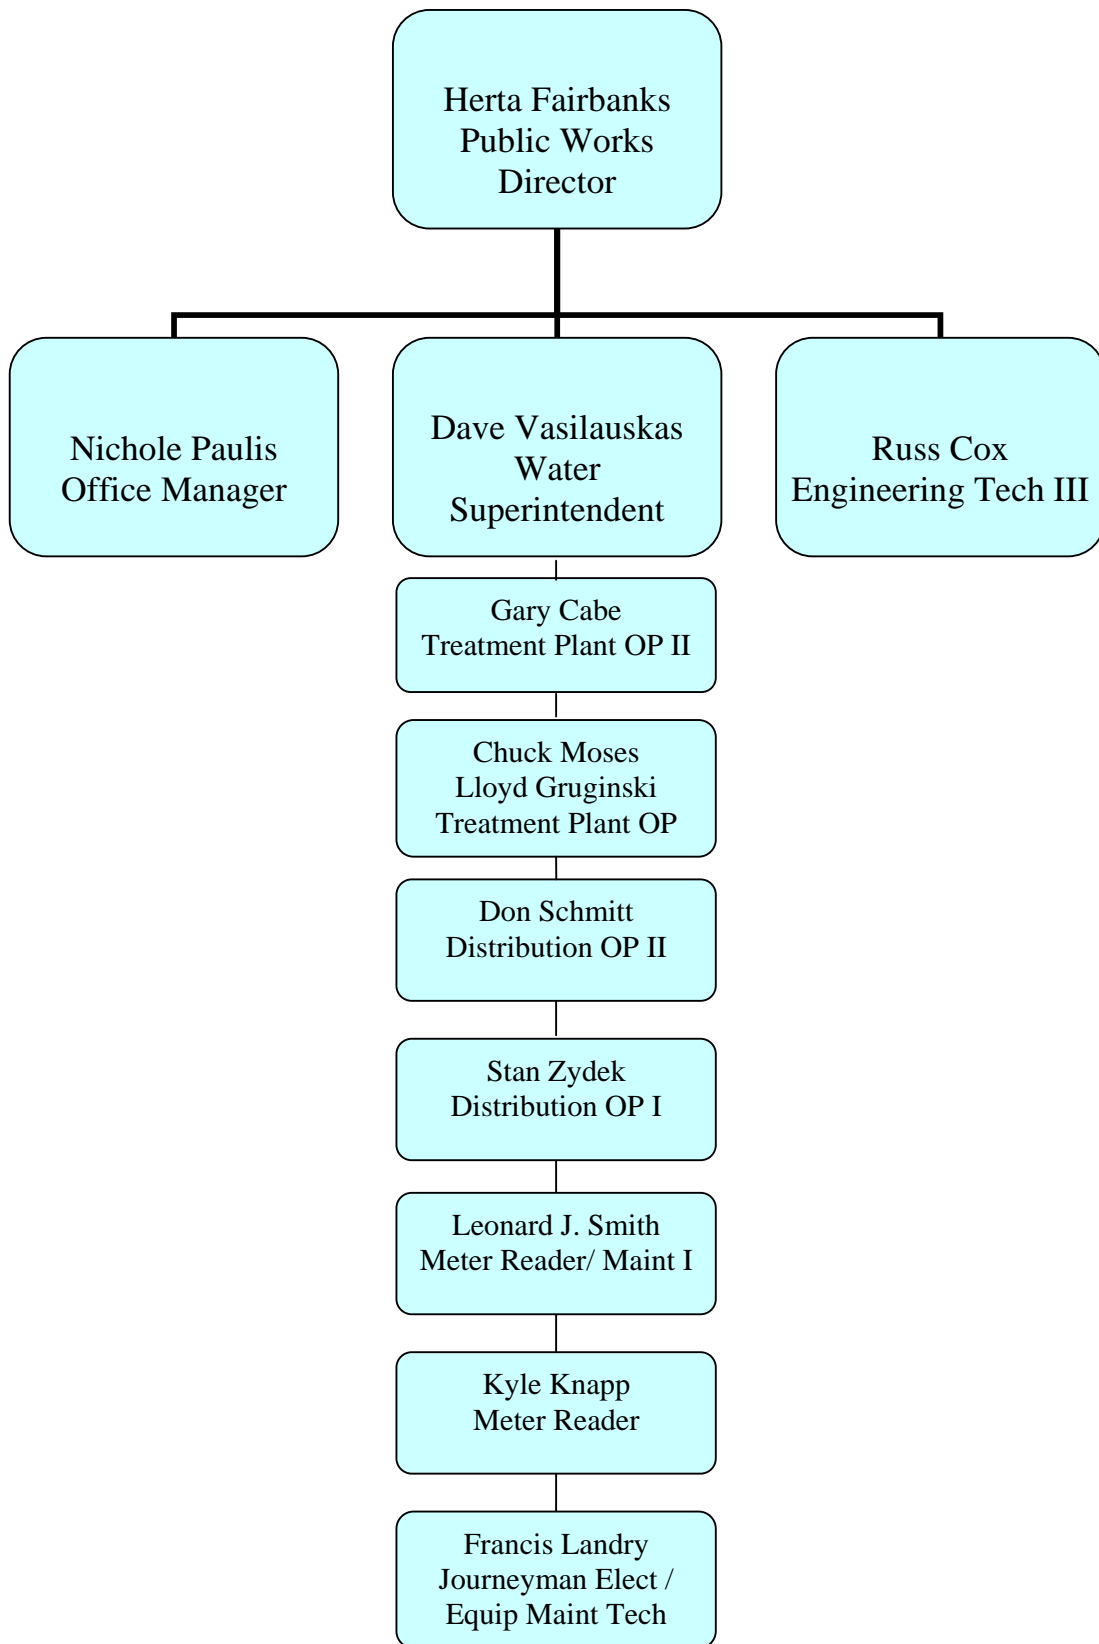 Herta Fairbanks
Public Works
Director
Nichole Paulis
Office Manager
Dave Vasilauskas
Water
Superintendent
Russ Cox
Engineering Tech III
Gary Cabe
Treatment Plant OP II
Chuck Moses
Lloyd Gruginski
Treatment Plant OP
Don Schmitt
Distribution OP II
Stan Zydek
Distribution OP I
Leonard J. Smith
Meter Reader/ Maint I
Kyle Knapp
Meter Reader
Francis Landry
Journeyman Elect /
Equip Maint Tech